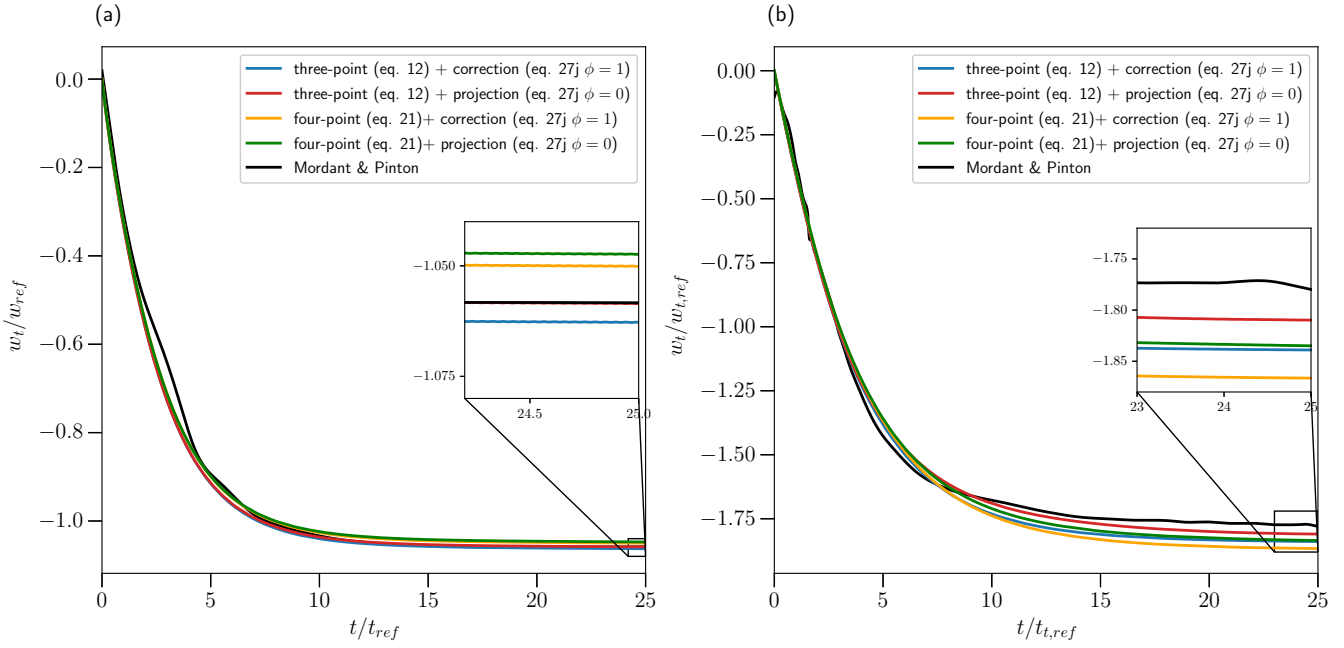 (a)
three-point (eq. 12) + correction (eq. 27j ϕ = 1)
three-point (eq. 12) + projection (eq. 27j ϕ = 0)
four-point (eq. 21)+ correction (eq. 27j ϕ = 1)
four-point (eq. 21)+ projection (eq. 27j ϕ = 0)
Mordant & Pinton
0.0
−0.2
−0.4
−0.6
−0.8
−1.0
w_t/w_{ref}
−1.050
−1.075
24.5
25.0
0
5
10
15
20
25
t/t_{ref}
(b)
three-point (eq. 12) + correction (eq. 27j ϕ = 1)
three-point (eq. 12) + projection (eq. 27j ϕ = 0)
four-point (eq. 21)+ correction (eq. 27j ϕ = 1)
four-point (eq. 21)+ projection (eq. 27j ϕ = 0)
Mordant & Pinton
0.00
−0.25
−0.50
−0.75
−1.00
−1.25
−1.50
−1.75
w_t/w_{t,ref}
−1.75
−1.80
−1.85
23
24
25
0
5
10
15
20
25
t/t_{t,ref}